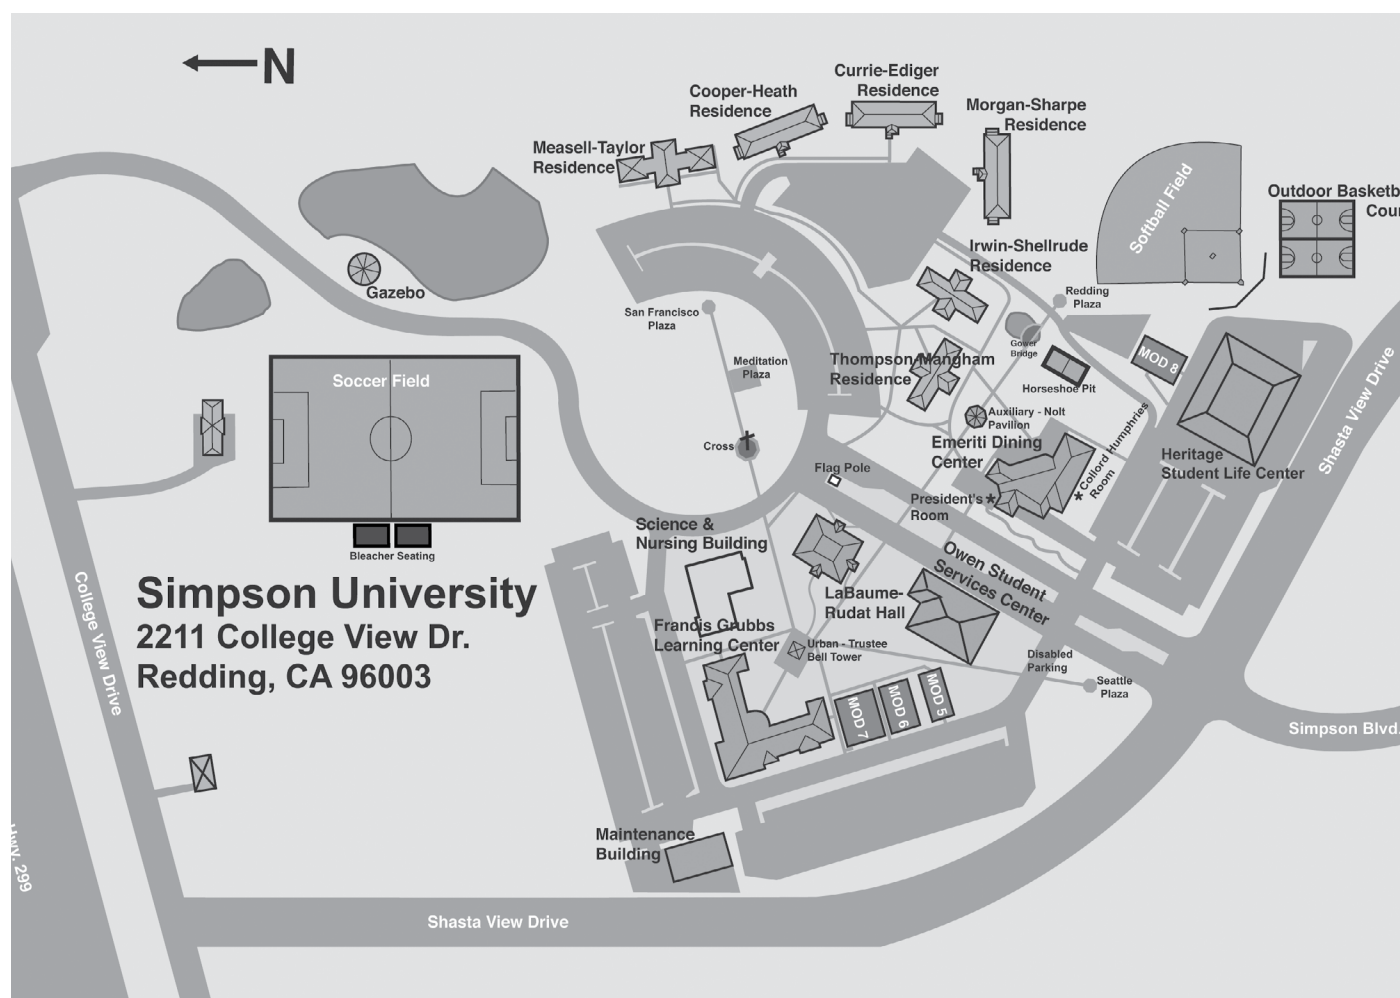 N
Currie-Ediger
Residence
Cooper-Heath
Residence
Morgan-Sharpe
Residence
Measell-Taylor
Residence
Softball Field
Outdoor Basketb
Cour
Irwin-Shellrude
Residence
Gazebo
Redding
Plaza
San Francisco
Plaza
Gower
Bridge
Meditation
Plaza
Thompson-Mangham
Residence
MOD 8
Soccer Field
Horseshoe Pit
Shasta View Drive
Auxiliary - Nolt
Pavilion
Collord Humphries
Room
Cross
Emeriti Dining
Center
Heritage
Student Life Center
Flag Pole
President's
Room
Science &
Nursing Building
Bleacher Seating
Owen Student
Services Center
Simpson University
2211 College View Dr.
Redding, CA 96003
College View Drive
LaBaume-
Rudat Hall
Francis Grubbs
Learning Center
Urban - Trustee
Bell Tower
Disabled
Parking
Seattle
Plaza
MOD 7
MOD 6
MOD 5
Simpson Blvd.
Maintenance
Building
Hwy. 299
Shasta View Drive